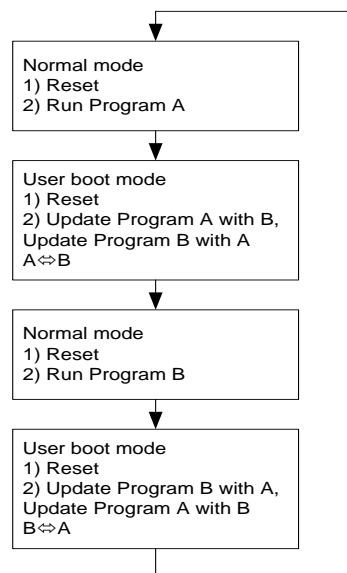 Normal mode
1) Reset
2) Run Program A
User boot mode
1) Reset
2) Update Program A with B,
Update Program B with A
A⇔B
Normal mode
1) Reset
2) Run Program B
User boot mode
1) Reset
2) Update Program B with A,
Update Program A with B
B⇔A